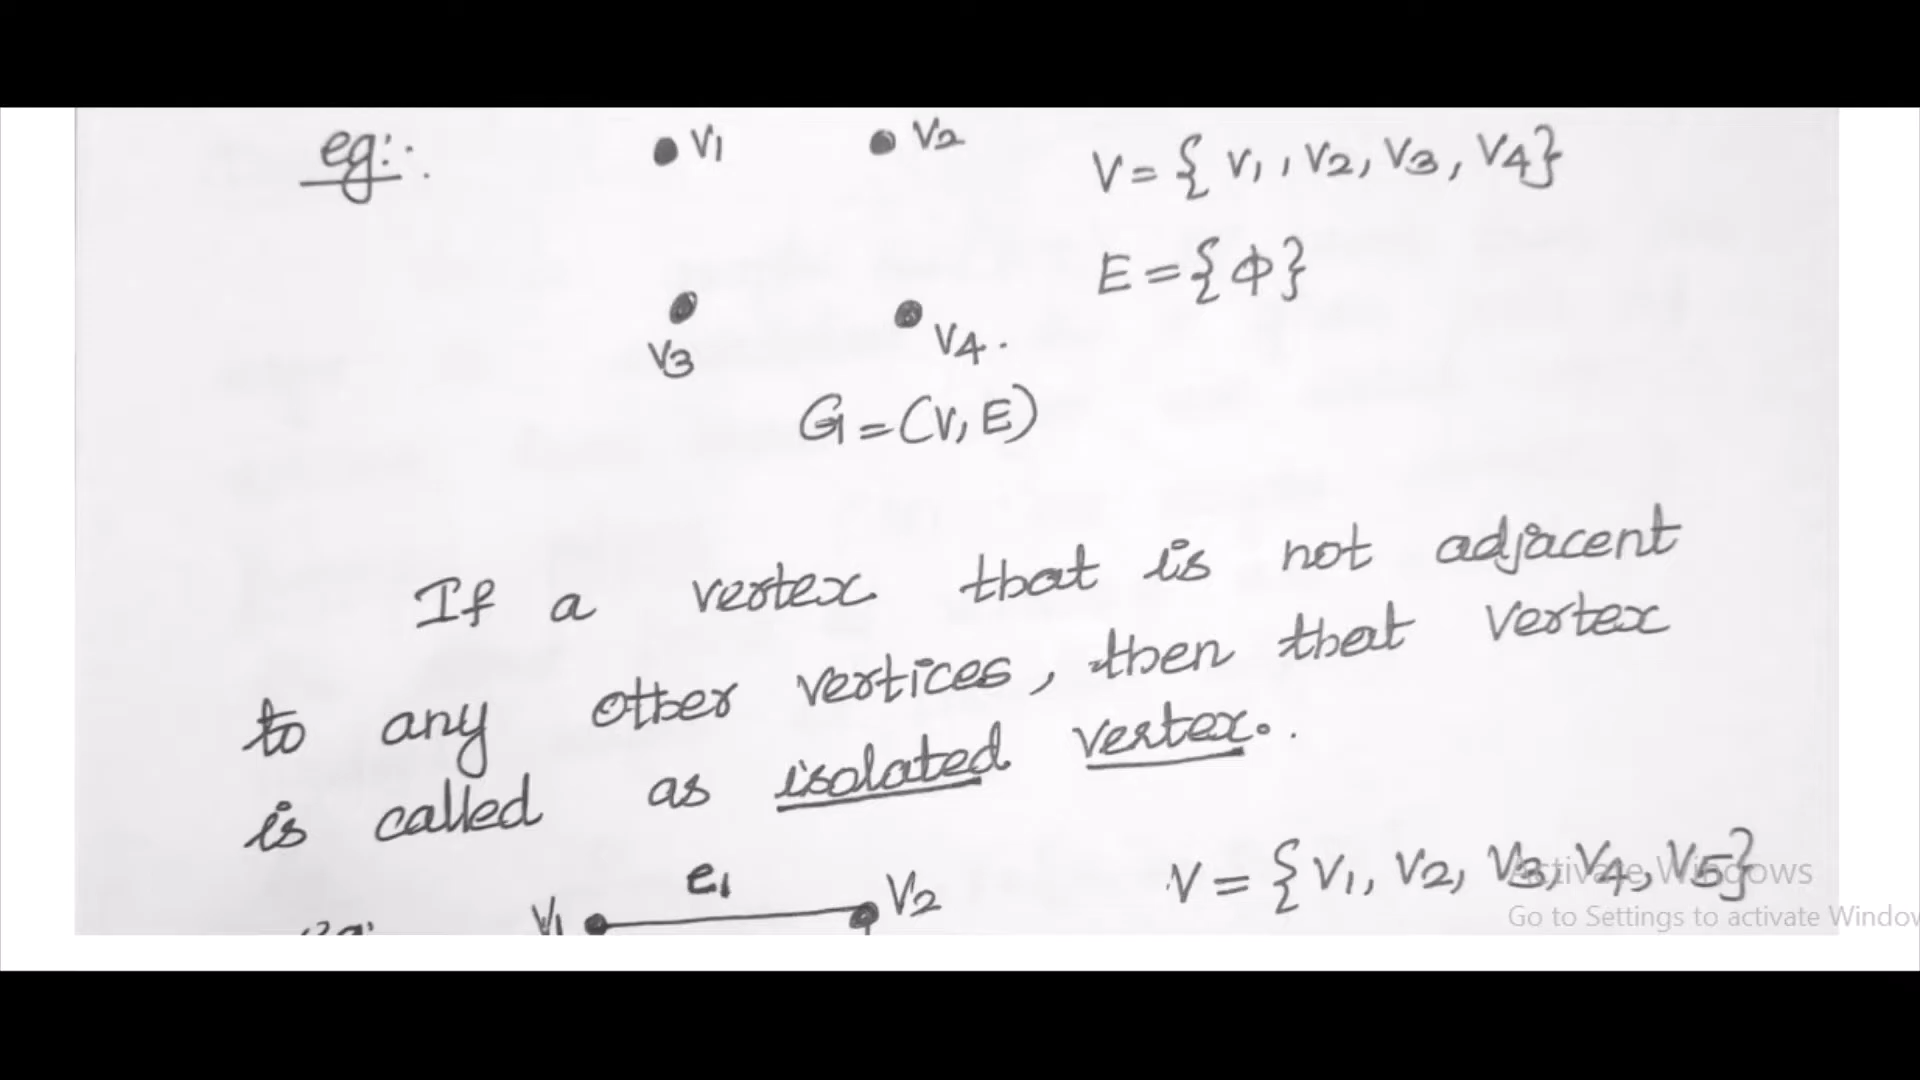 eg:-
V1 V2 V = { V1, V2, V3, V4}
E = {ϕ}
V3 V4.
G = (V, E)
If a vertex that is not adjacent
to any other vertices, then that vertex
is called as isolated vertex.
e1
V1 V2 V = { V1, V2, V3, V4, V5}
Activate Windows
Go to Settings to activate Window